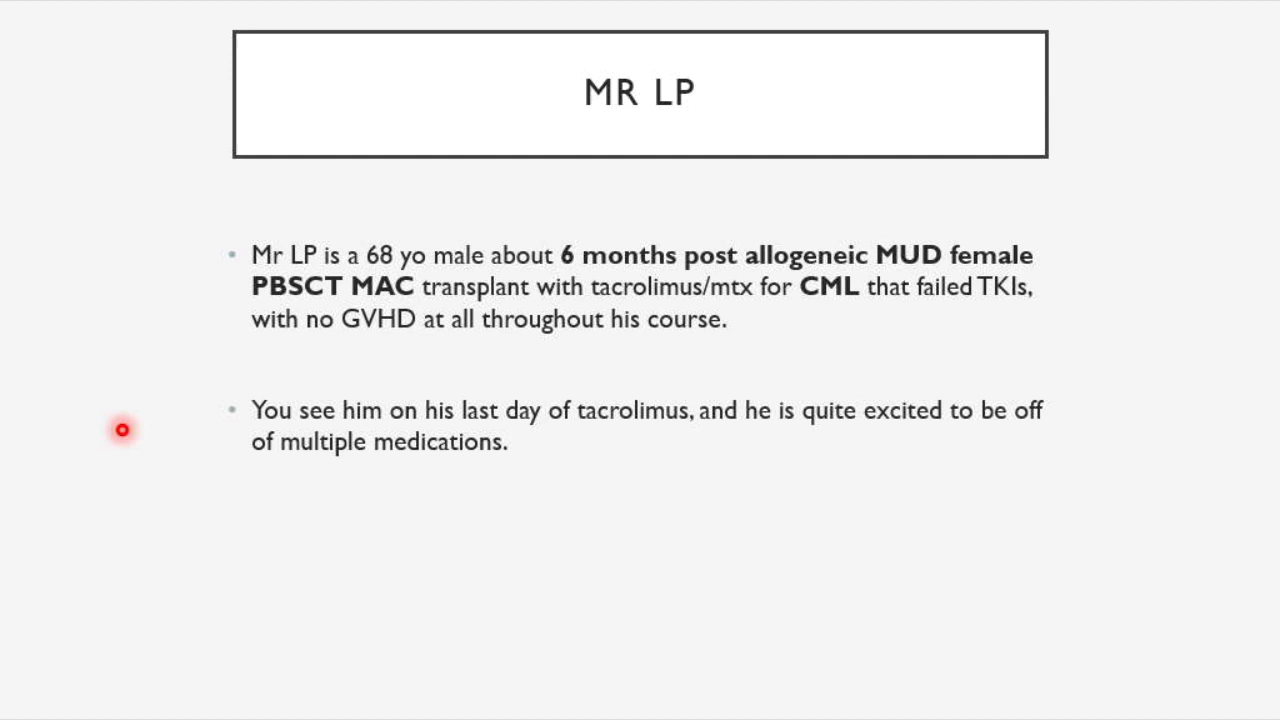 MR LP
• Mr LP is a 68 yo male about 6 months post allogeneic MUD female
PBSCT MAC transplant with tacrolimus/mtx for CML that failed TKIs,
with no GVHD at all throughout his course.
• You see him on his last day of tacrolimus, and he is quite excited to be off
of multiple medications.